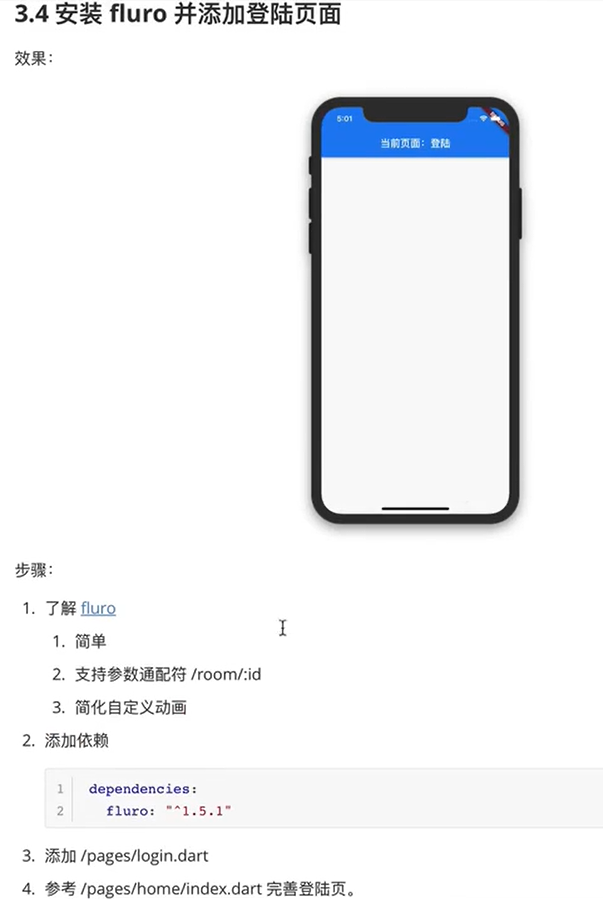 3.4 安装 fluro 并添加登陆页面
效果：
5:01
当前页面：登陆
步骤：
1. 了解 fluro
1. 简单
2. 支持参数通配符 /room/:id
3. 简化自定义动画
2. 添加依赖
1 dependencies:
2 fluro: "^1.5.1"
3. 添加 /pages/login.dart
4. 参考 /pages/home/index.dart 完善登陆页。